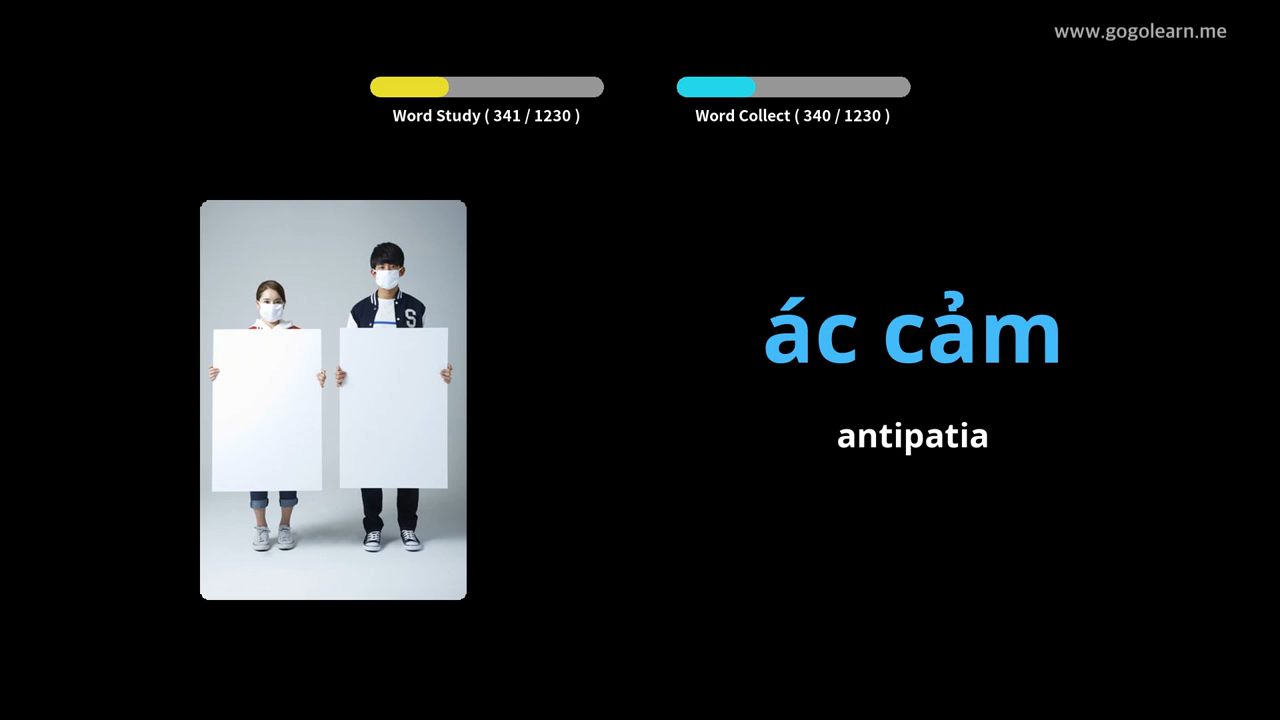 www.gogolearn.me
Word Study ( 341 / 1230 )
Word Collect ( 340 / 1230 )
S
ác cảm
antipatia